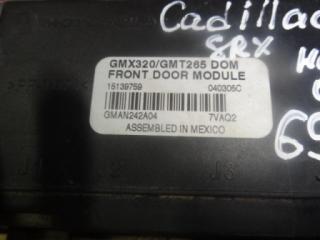 Cadillac
SRX
GMX320/GMT265 DOM
FRONT DOOR MODULE
15139759 040305C
GMAN242A04 7VAQ2
ASSEMBLED IN MEXICO